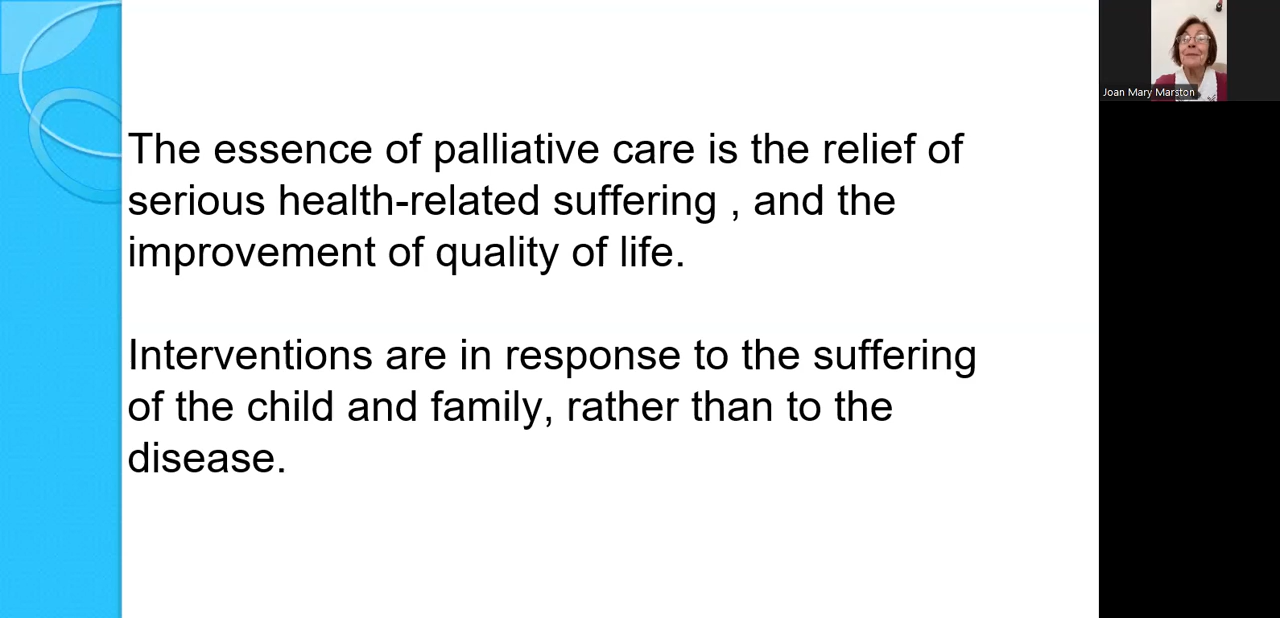 The essence of palliative care is the relief of
serious health-related suffering , and the
improvement of quality of life.
Interventions are in response to the suffering
of the child and family, rather than to the
disease.
Joan Mary Marston